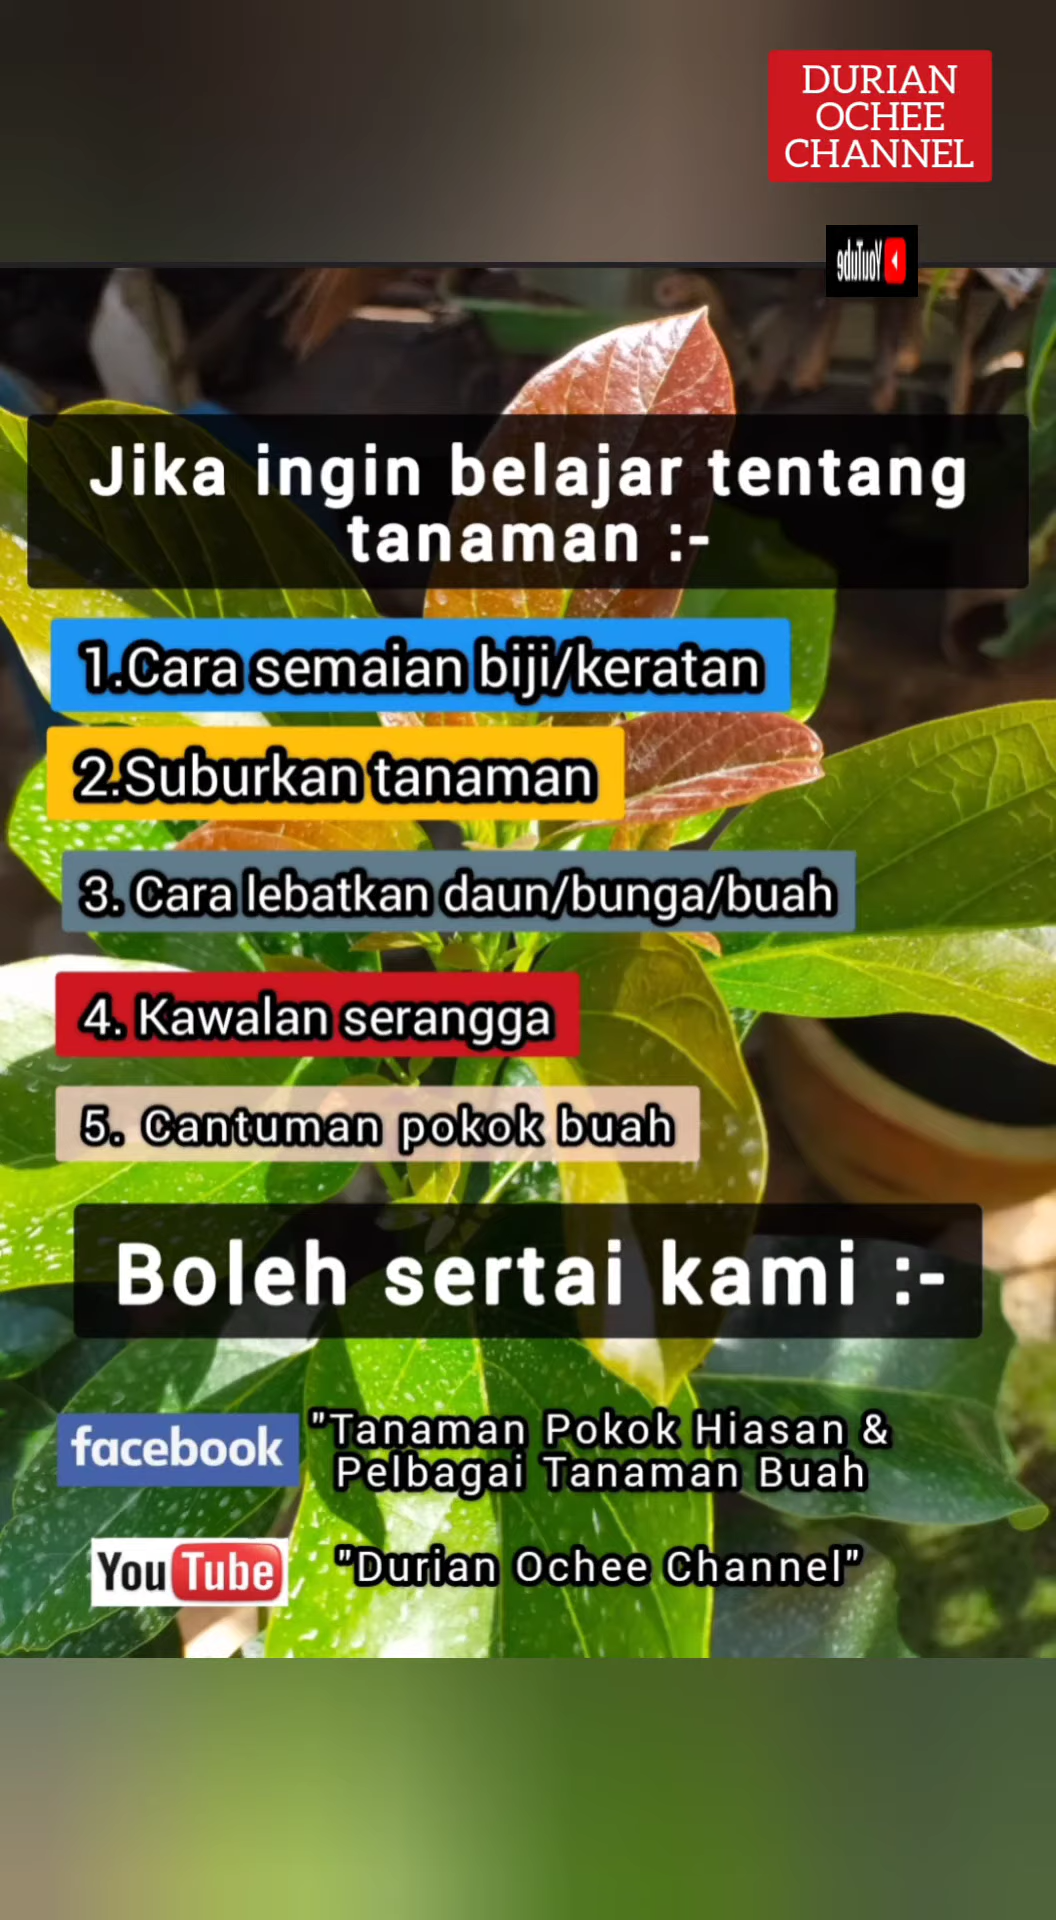 DURIAN
OCHEE
CHANNEL
YouTube
Jika ingin belajar tentang
tanaman :-
1.Cara semaian biji/keratan
2.Suburkan tanaman
3. Cara lebatkan daun/bunga/buah
4. Kawalan serangga
5. Cantuman pokok buah
Boleh sertai kami :-
facebook
"Tanaman Pokok Hiasan &
Pelbagai Tanaman Buah
YouTube
"Durian Ochee Channel"